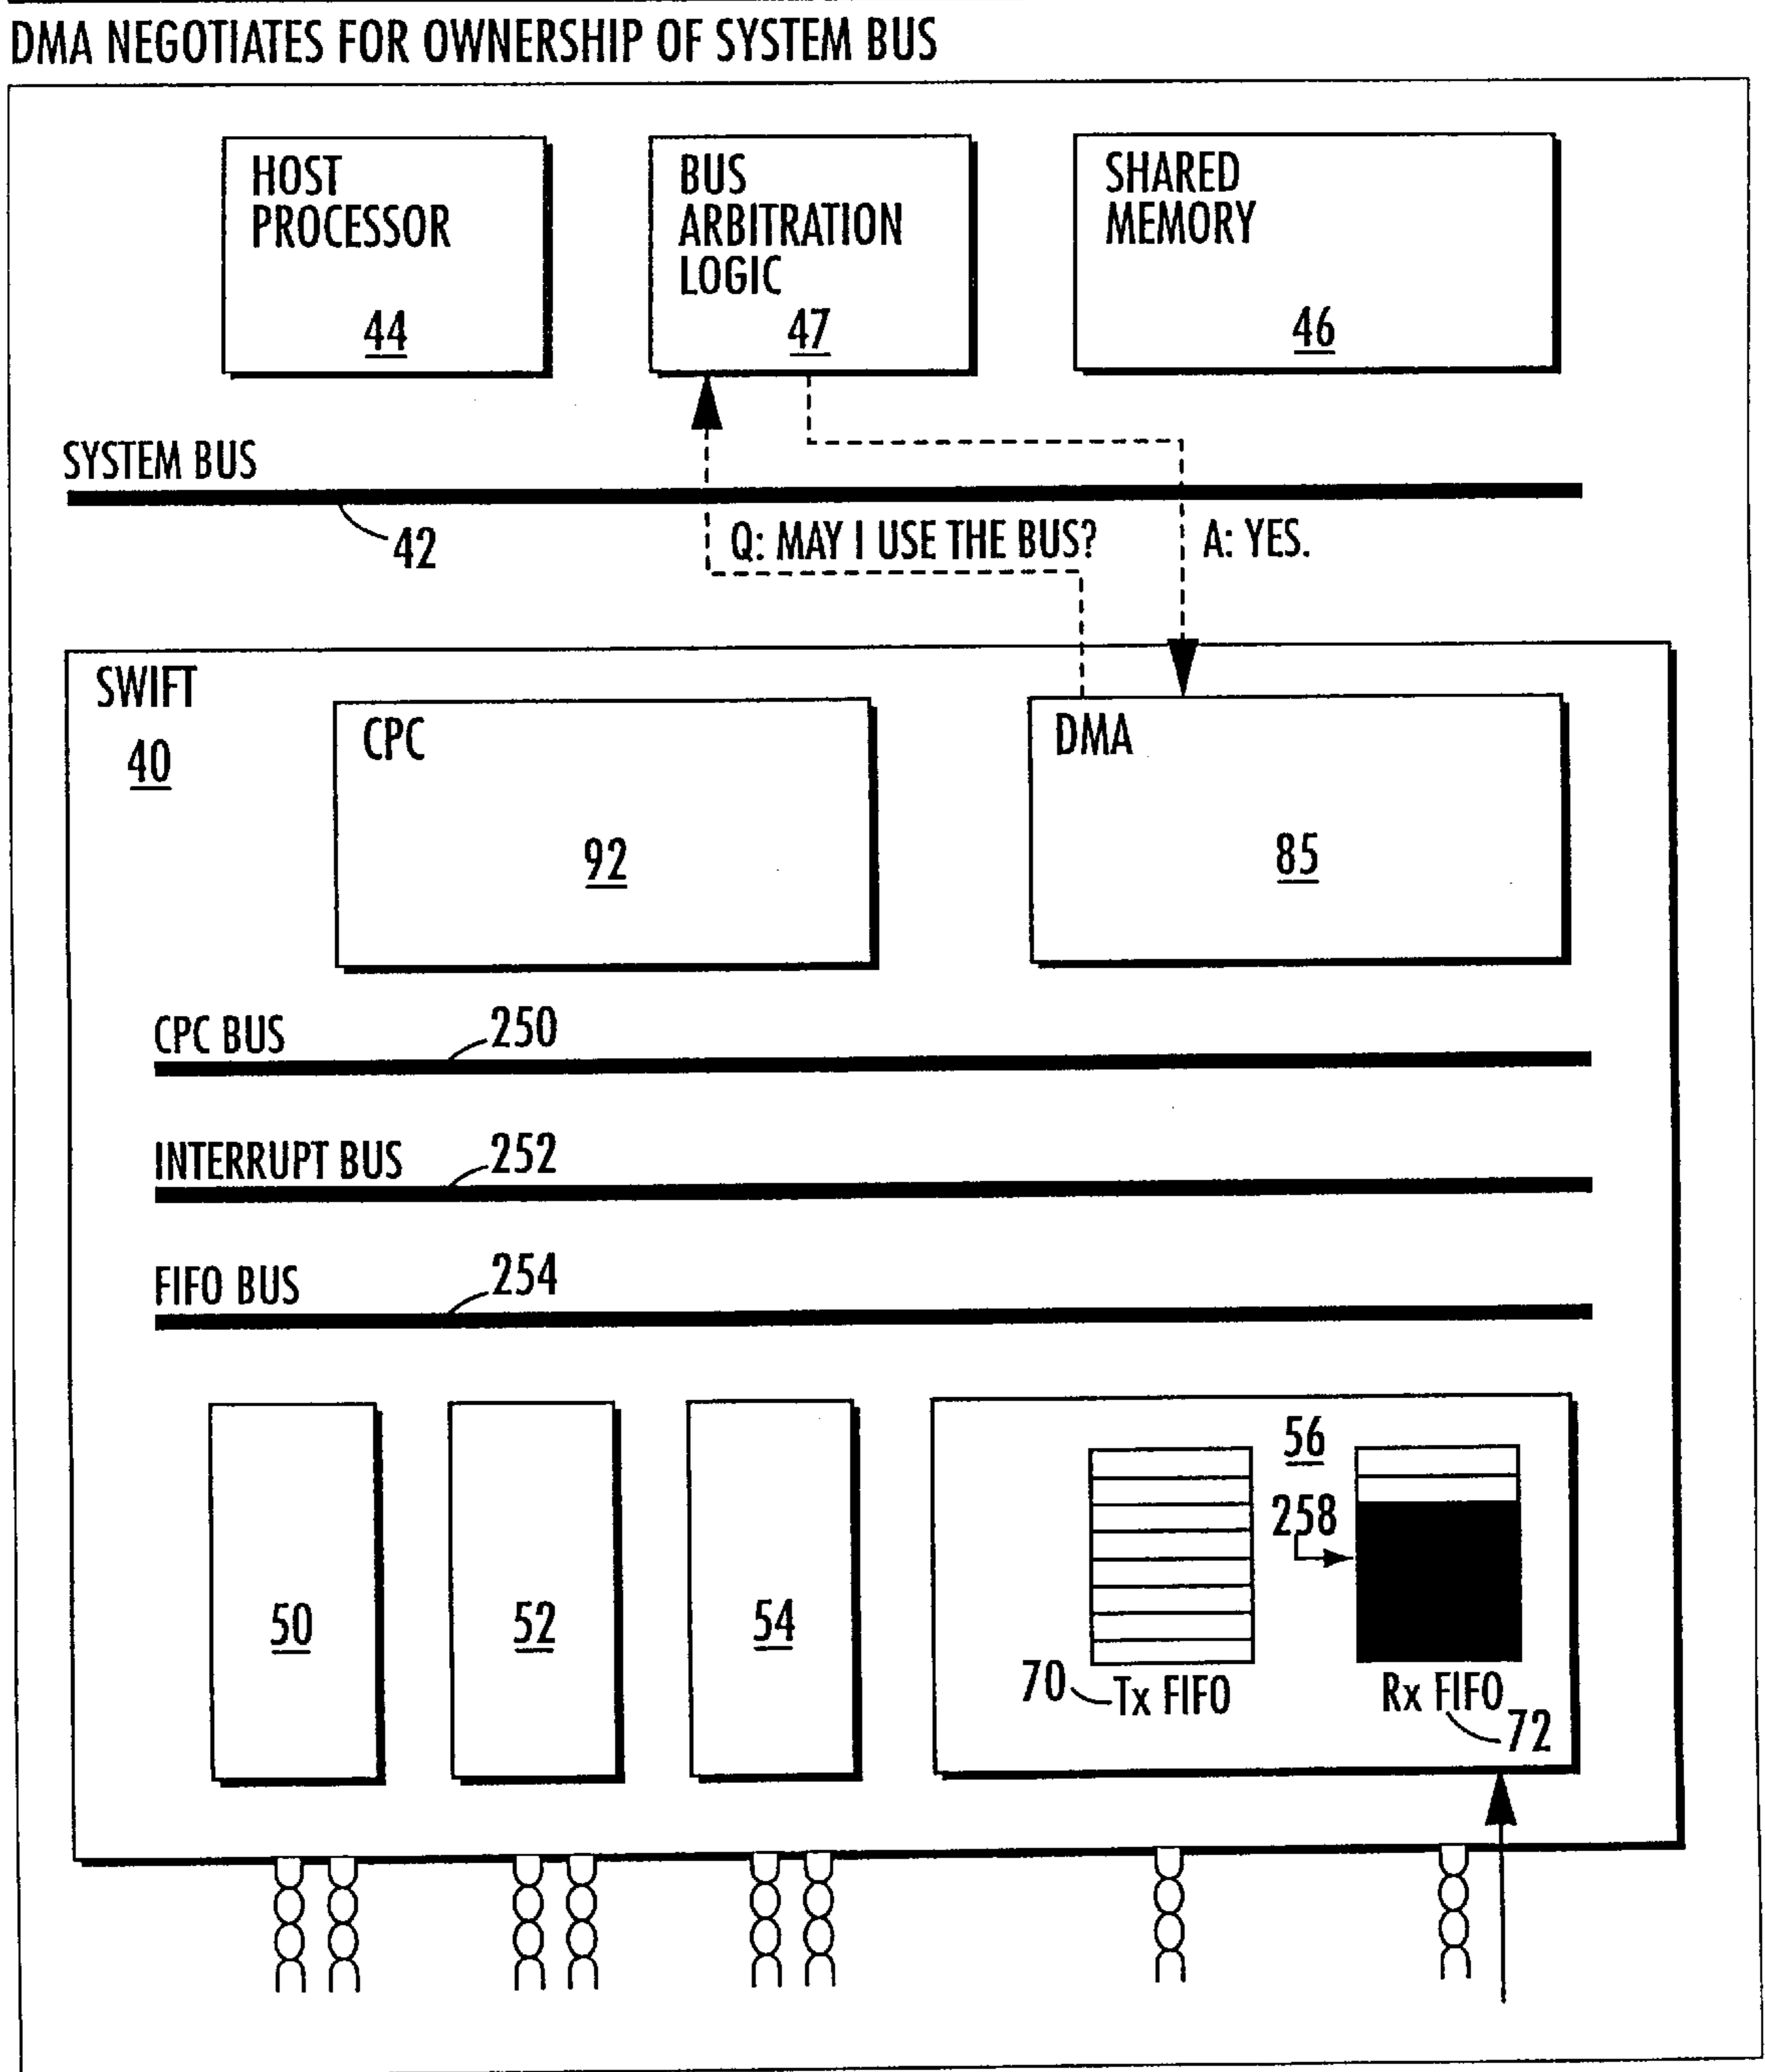 DMA NEGOTIATES FOR OWNERSHIP OF SYSTEM BUS
HOST
PROCESSOR
44
BUS
ARBITRATION
LOGIC
47
SHARED
MEMORY
46
SYSTEM BUS
42
Q: MAY I USE THE BUS?
A: YES.
SWIFT
40
CPC
92
DMA
85
CPC BUS
250
INTERRUPT BUS
252
FIFO BUS
254
50
52
54
56
258
70
Tx FIFO
Rx FIFO
72